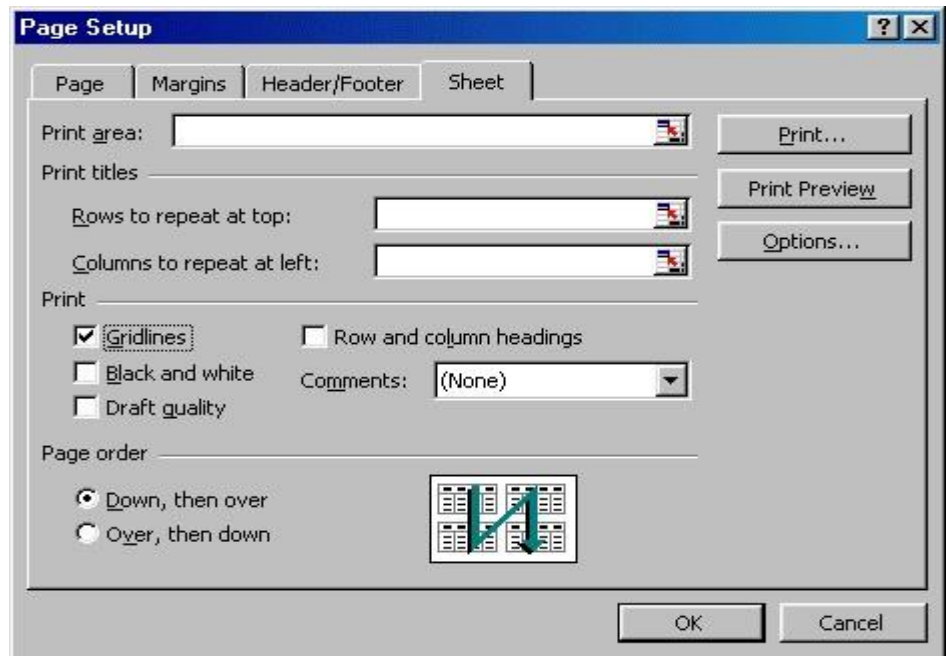 Page Setup
Page Margins Header/Footer Sheet
Print area:
Print...
Print titles
Print Preview
Rows to repeat at top:
Options...
Columns to repeat at left:
Print
Gridlines Row and column headings
Black and white Comments: (None)
Draft quality
Page order
Down, then over
Over, then down
OK Cancel